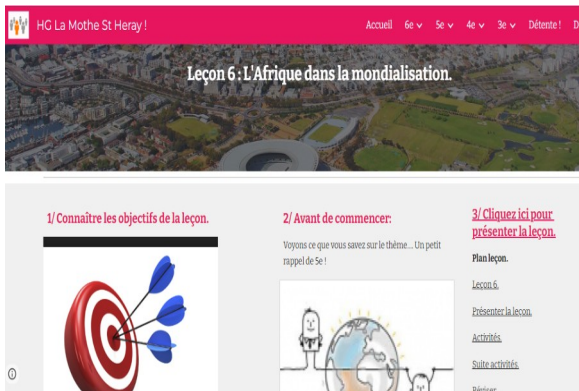 HG La Mothe St Heray !
Accueil 6e 5e 4e 3e Détente !
Leçon 6 : L'Afrique dans la mondialisation.
1/ Connaître les objectifs de la leçon.
2/ Avant de commencer:
Voyons ce que vous savez sur le thème... Un petit
rappel de 5e !
3/ Cliquez ici pour
présenter la leçon.
Plan leçon.
Leçon 6.
Présenter la leçon.
Activités.
Suite activités.
Réviser